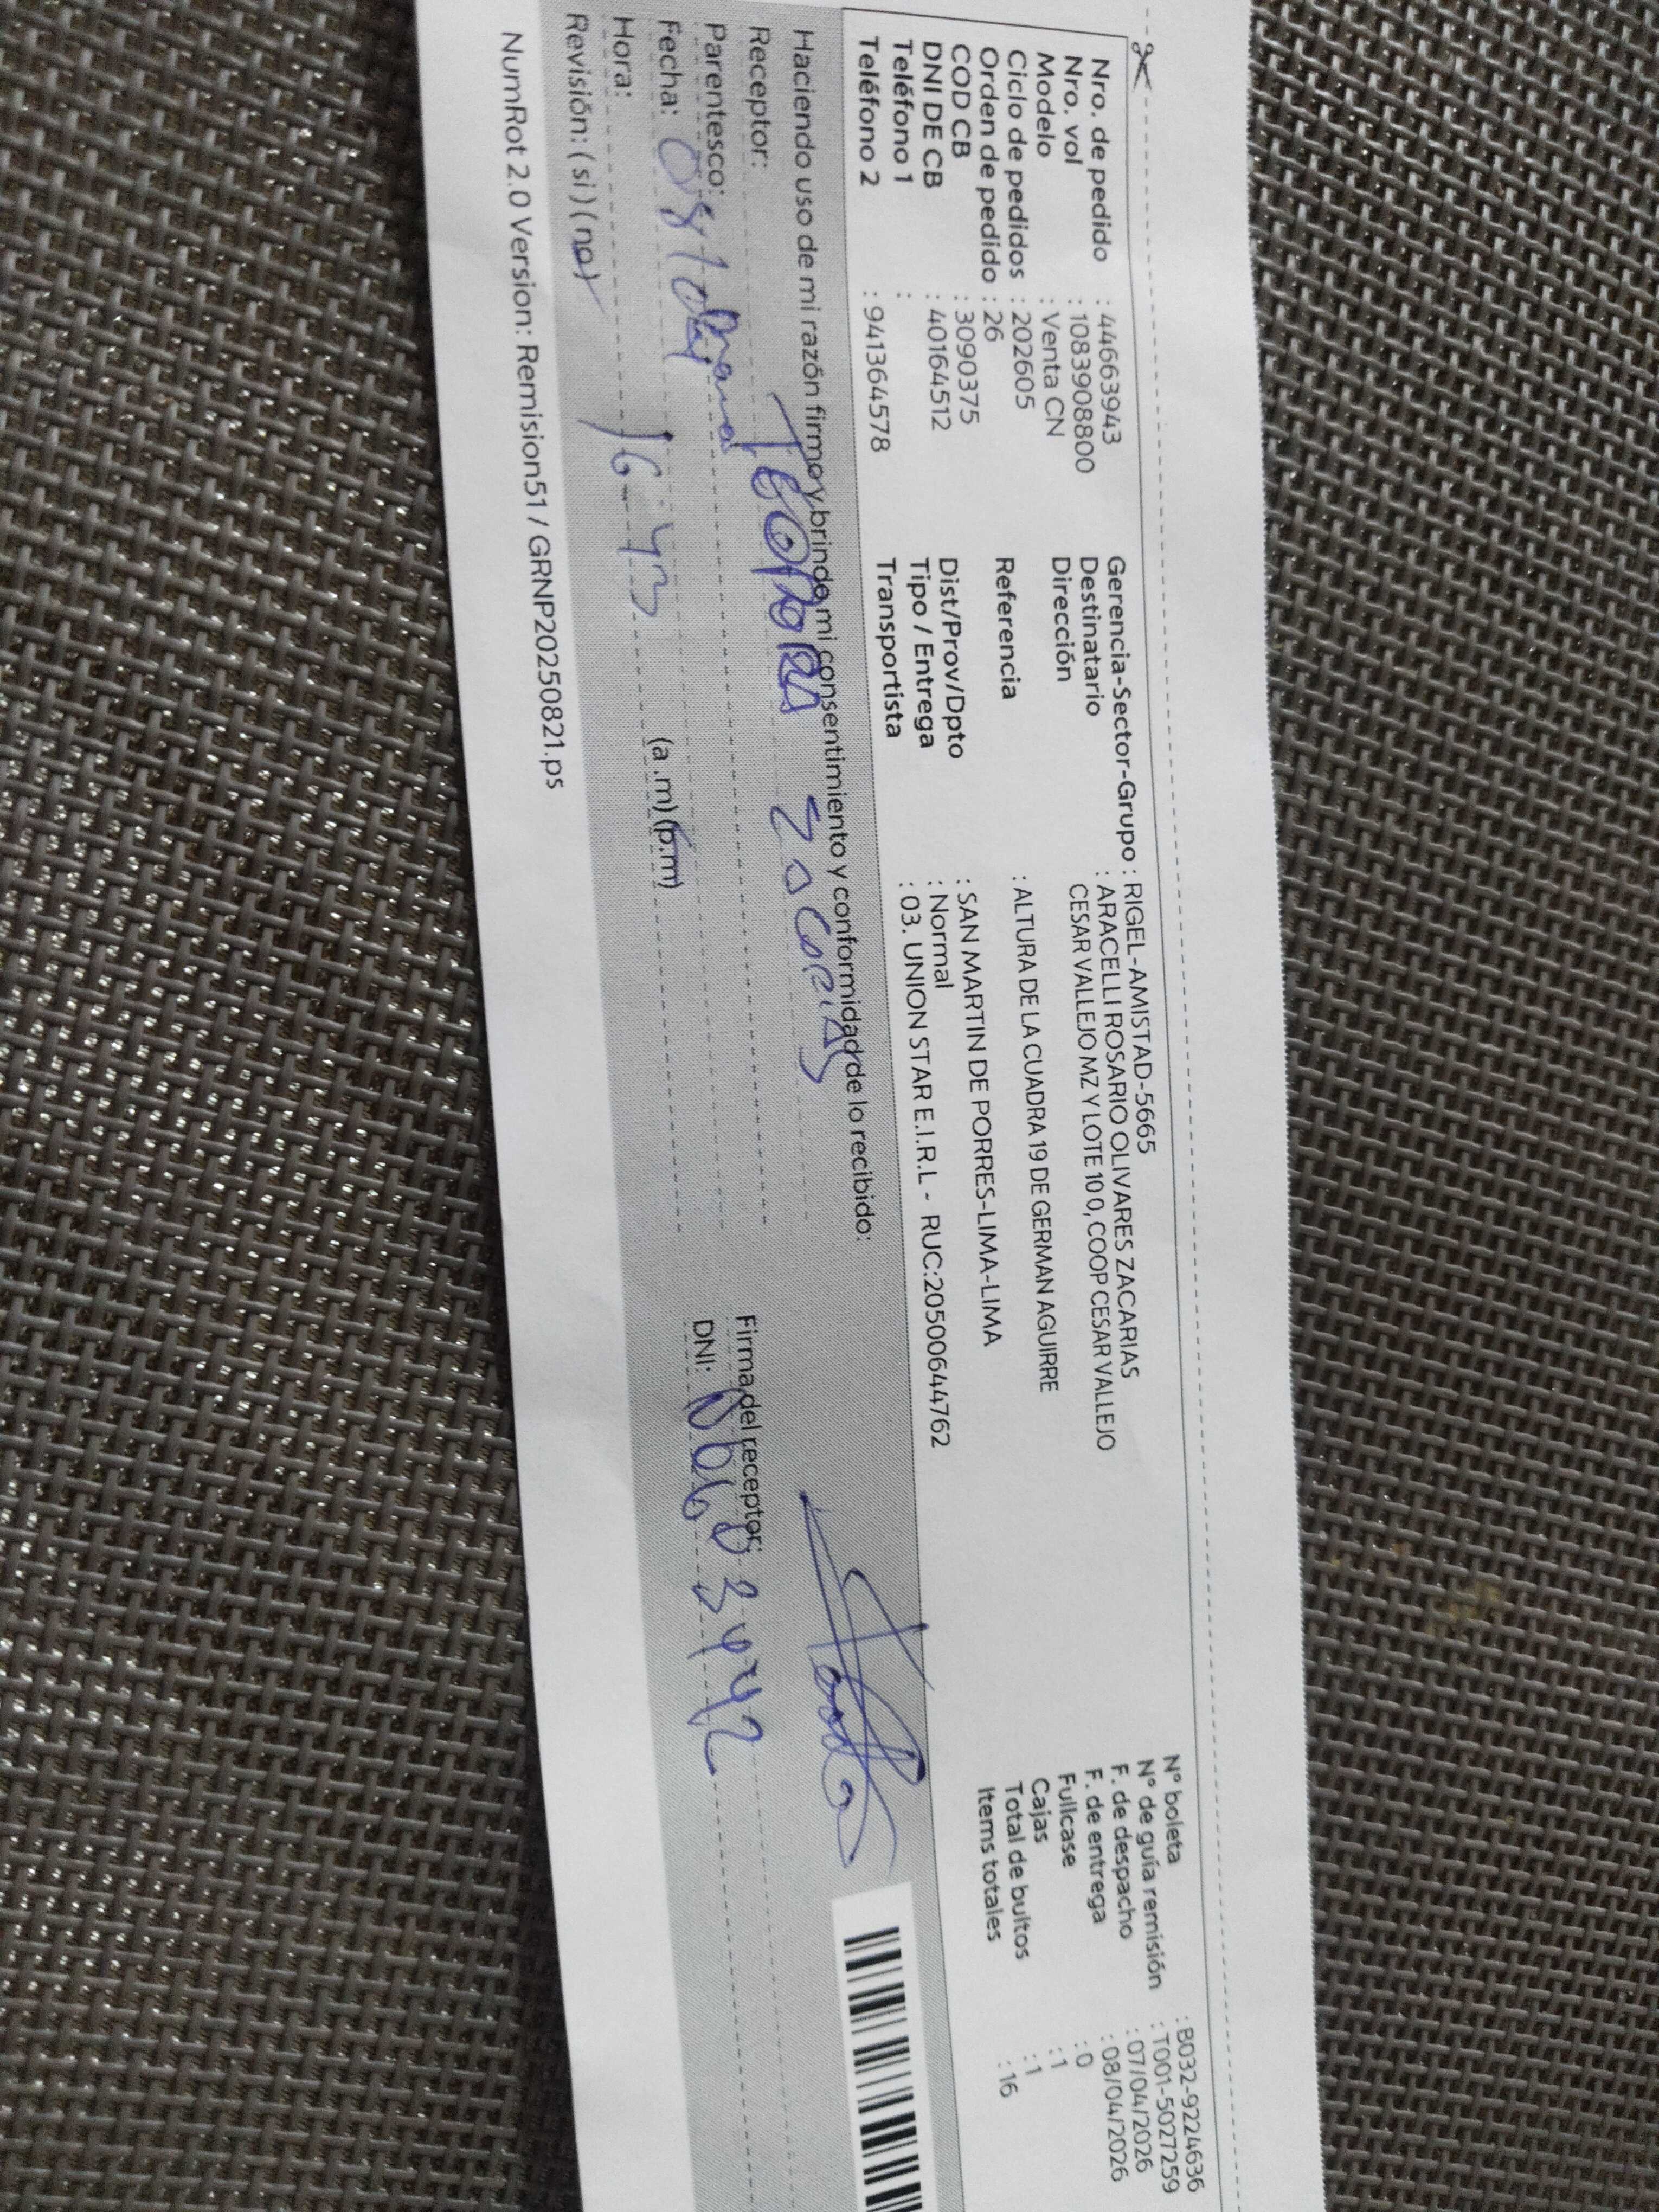 Nro. de pedido : 44663943
Nro. vol : 10839088800
Modelo : Venta CN
Ciclo de pedidos : 202605
Orden de pedido : 26
COD CB : 3090375
DNI DE CB : 40164512
Teléfono 1 :
Teléfono 2 : 941364578
Gerencia-Sector-Grupo : RIGEL-AMISTAD-5665
Destinatario : ARACELLI ROSARIO OLIVARES ZACARIAS
Dirección CESAR VALLEJO MZ Y LOTE 10 0, COOP CESAR VALLEJO
Referencia : ALTURA DE LA CUADRA 19 DE GERMAN AGUIRRE
Dist/Prov/Dpto : SAN MARTIN DE PORRES-LIMA-LIMA
Tipo / Entrega : Normal
Transportista : 03. UNION STAR E.I.R.L - RUC:20500644762
N° boleta : B032-9224636
N° de guía remisión : T001-5027259
F. de despacho : 07/04/2026
F. de entrega : 08/04/2026
Fullcase : 0
Cajas : 1
Total de bultos : 1
Items totales : 16
Haciendo uso de mi razón firmo y brindo mi consentimiento y conformidad de lo recibido:
Receptor: TEODORA ZACARIAS
Parentesco:
Fecha: 08/04
Hora: 16:43 (a.m)(p.m)
Revisión: (si) (no)
Firma del receptor:
DNI:
NumRot 2.0 Version: Remision51 / GRNP20250821.ps